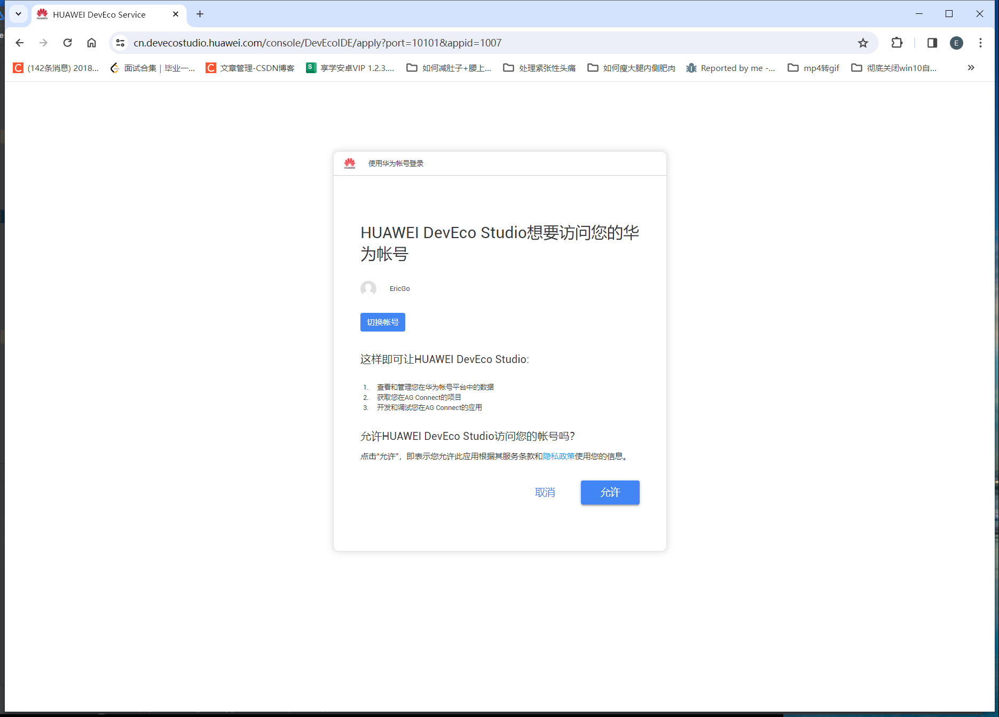 HUAWEI DevEco Service
cn.devecostudio.huawei.com/console/DevEcoIDE/apply?port=10101&appid=1007
E
(142条消息) 2018...
面试合集 | 毕业一...
文章管理-CSDN博客
享学安卓VIP 1.2.3....
如何减肚子+腰上...
处理紧张性头痛
如何瘦大腿内侧肥肉
Reported by me -...
mp4转gif
彻底关闭win10自...
使用华为帐号登录
HUAWEI DevEco Studio想要访问您的华
为帐号
EricGo
切换帐号
这样即可让HUAWEI DevEco Studio:
1. 查看和管理您在华为帐号平台中的数据
2. 获取您在AG Connect的项目
3. 开发和调试您在AG Connect的应用
允许HUAWEI DevEco Studio访问您的帐号吗?
点击“允许”，即表示您允许此应用根据其服务条款和隐私政策使用您的信息。
取消
允许